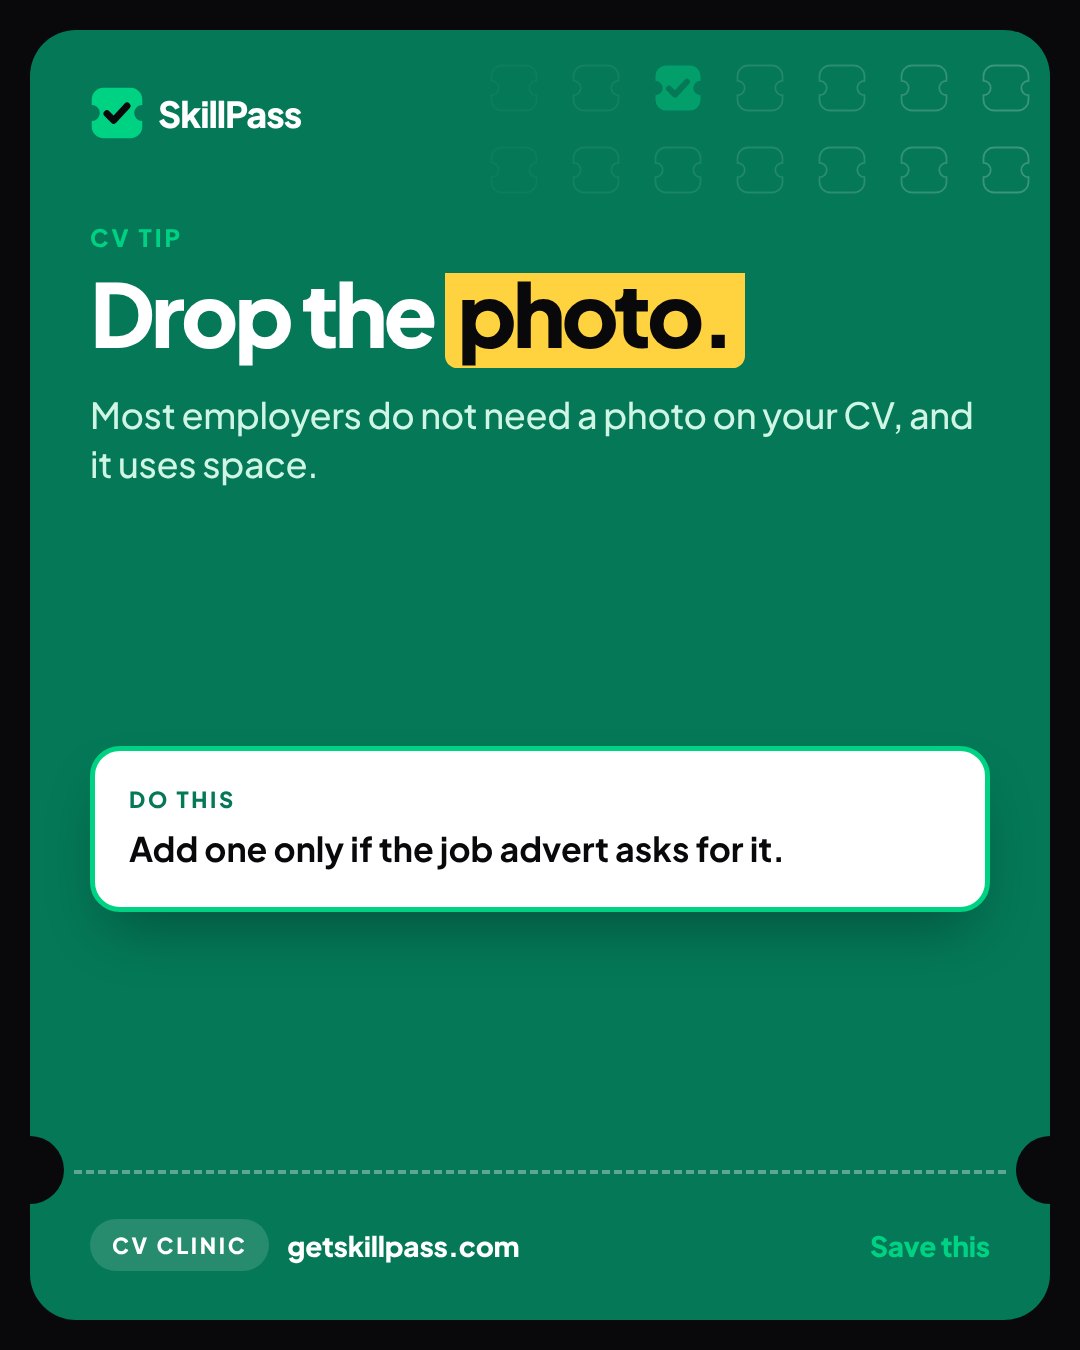 SkillPass
CV TIP
Drop the photo.
Most employers do not need a photo on your CV, and
it uses space.
DO THIS
Add one only if the job advert asks for it.
CV CLINIC getskillpass.com Save this